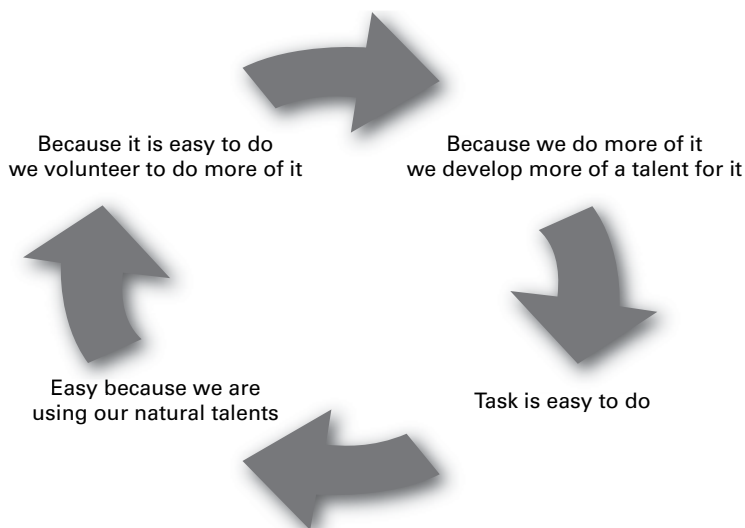 Because it is easy to do
we volunteer to do more of it
Because we do more of it
we develop more of a talent for it
Easy because we are
using our natural talents
Task is easy to do